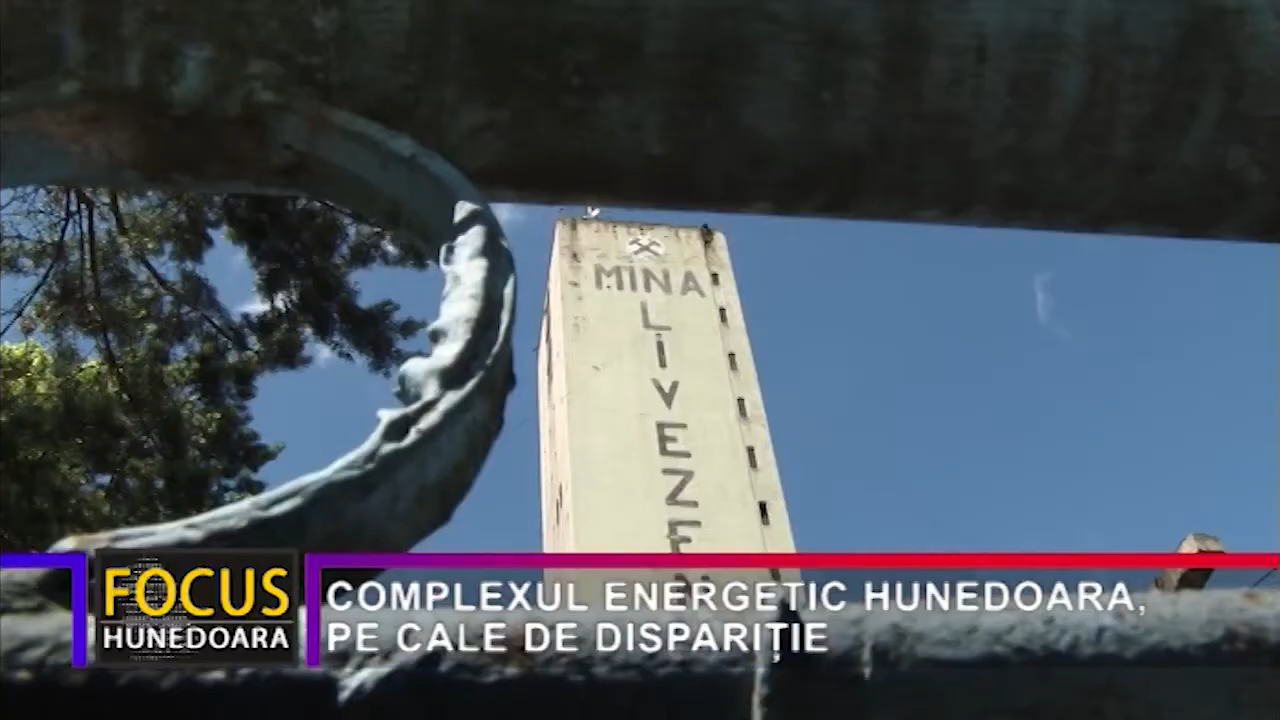 MINA
LIVEZE
FOCUS
HUNEDOARA
COMPLEXUL ENERGETIC HUNEDOARA,
PE CALE DE DISPARIȚIE